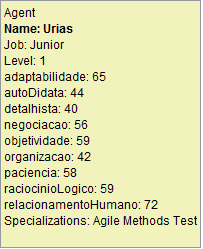 Agent
Name: Urias
Job: Junior
Level: 1
adaptabilidade: 65
autoDidata: 44
detalhista: 40
negociacao: 56
objetividade: 59
organizacao: 42
paciencia: 58
raciocinioLogico: 59
relacionamentoHumano: 72
Specializations: Agile Methods Test